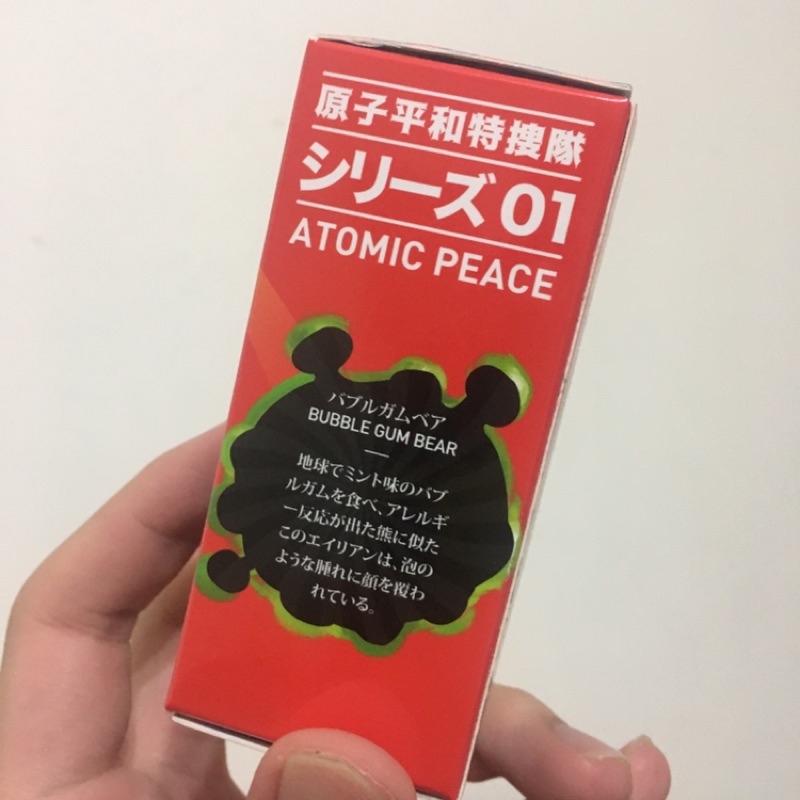 原子平和特捜隊
シリーズ01
ATOMIC PEACE
バブルガムベア
BUBBLE GUM BEAR
地球でミント味のバブ
ルガムを食べ、アレルギ
ー反応が出た熊に似た
このエイリアンは、泡の
ような腫れに顔を覆わ
れている。